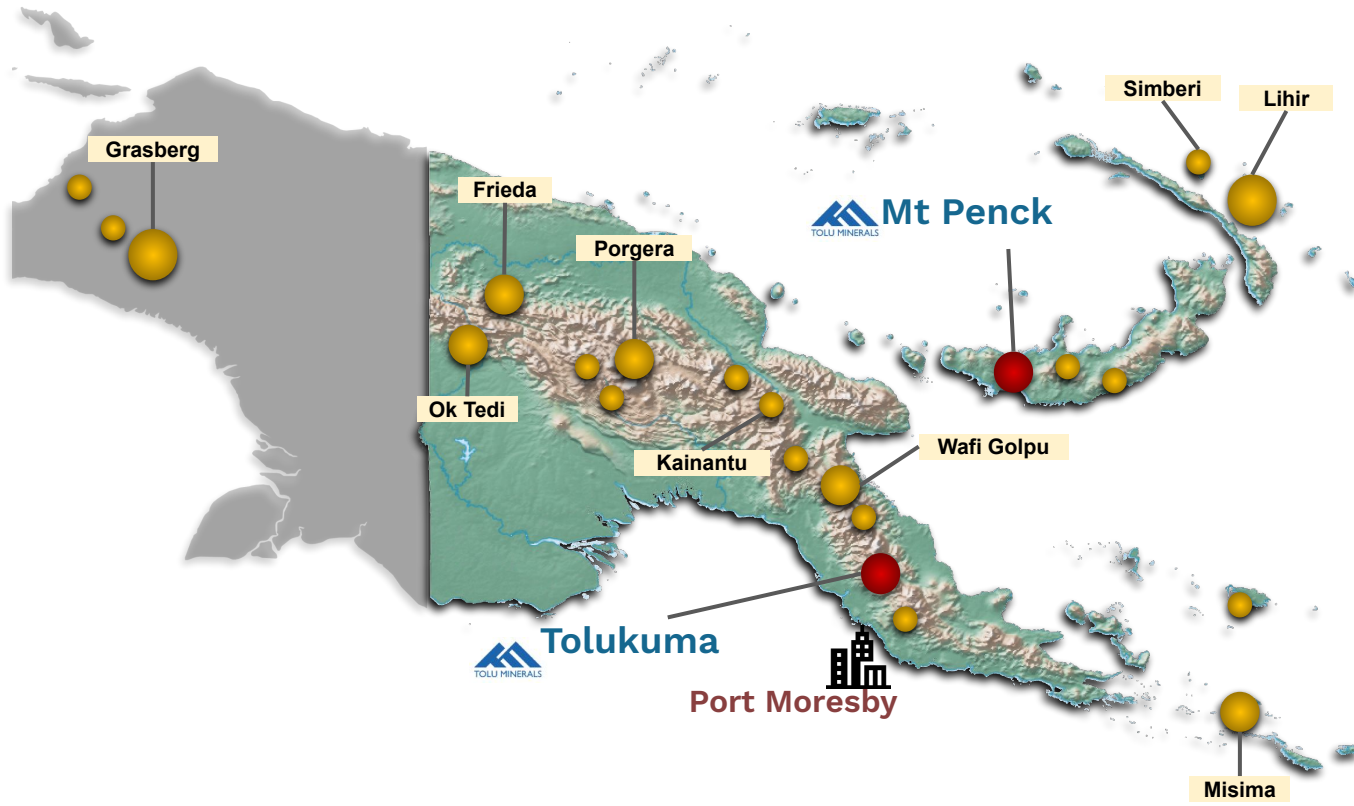 Simberi
Lihir
Grasberg
Frieda
TOLU MINERALS
Mt Penck
Porgera
Ok Tedi
Wafi Golpu
Kainantu
TOLU MINERALS
Tolukuma
Port Moresby
Misima